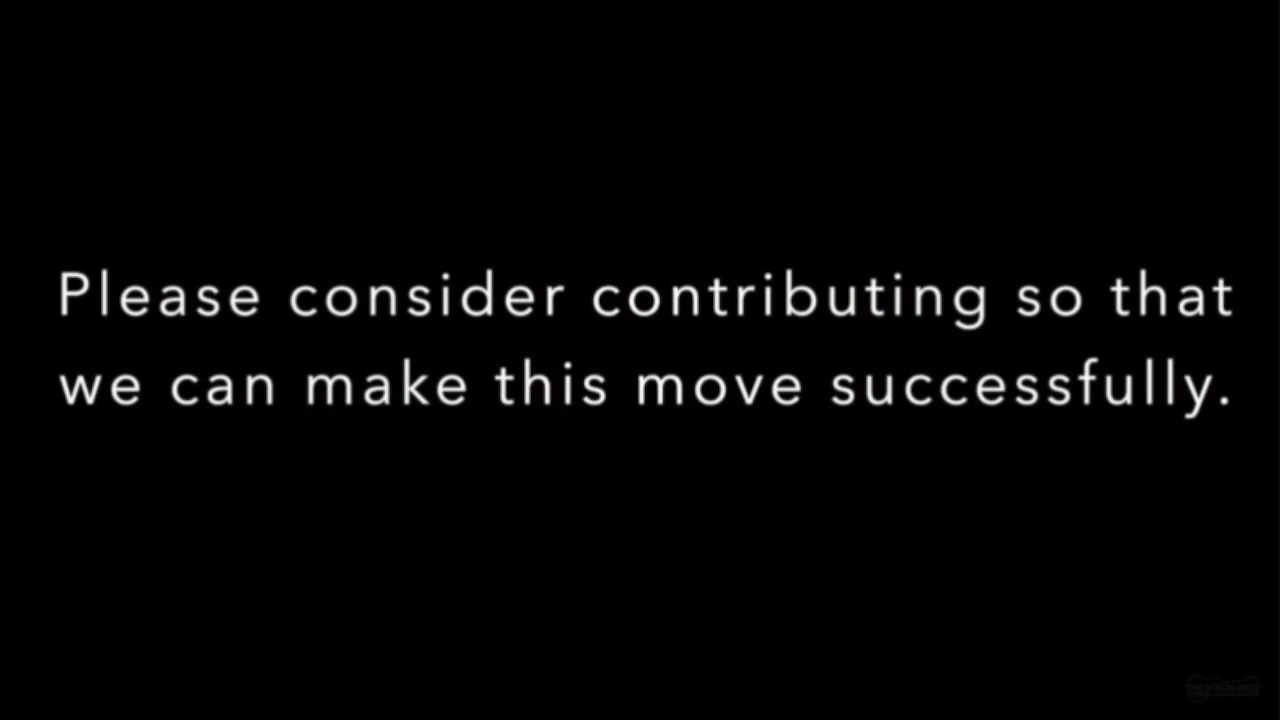 Please consider contributing so that
we can make this move successfully.